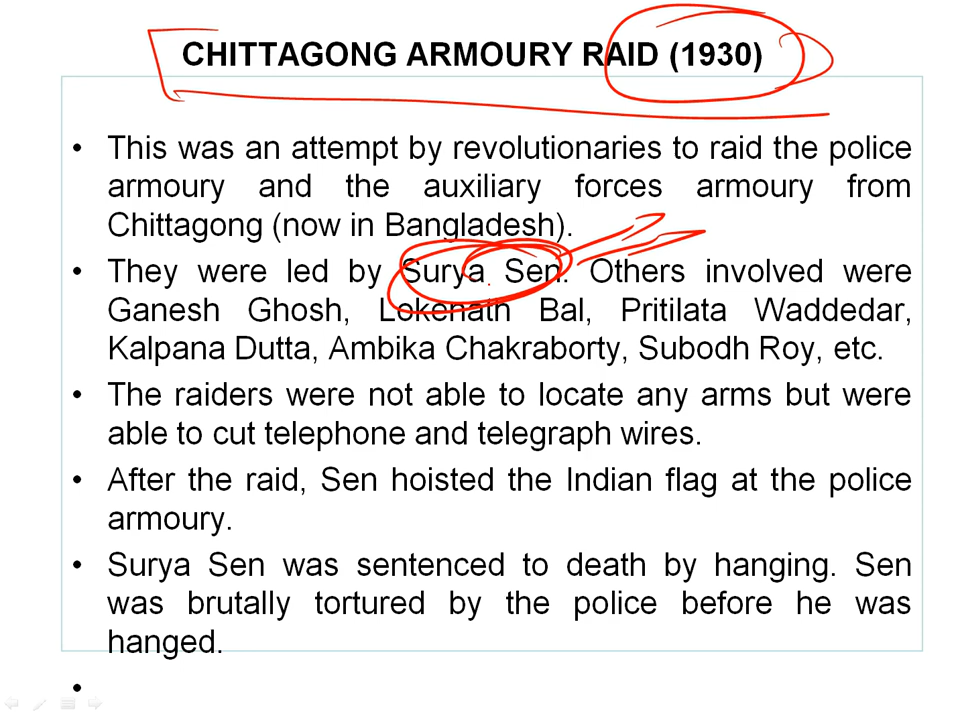 CHITTAGONG ARMOURY RAID (1930)
• This was an attempt by revolutionaries to raid the police
armoury and the auxiliary forces armoury from
Chittagong (now in Bangladesh).
• They were led by Surya Sen. Others involved were
Ganesh Ghosh, Lokenath Bal, Pritilata Waddedar,
Kalpana Dutta, Ambika Chakraborty, Subodh Roy, etc.
• The raiders were not able to locate any arms but were
able to cut telephone and telegraph wires.
• After the raid, Sen hoisted the Indian flag at the police
armoury.
• Surya Sen was sentenced to death by hanging. Sen
was brutally tortured by the police before he was
hanged.
•